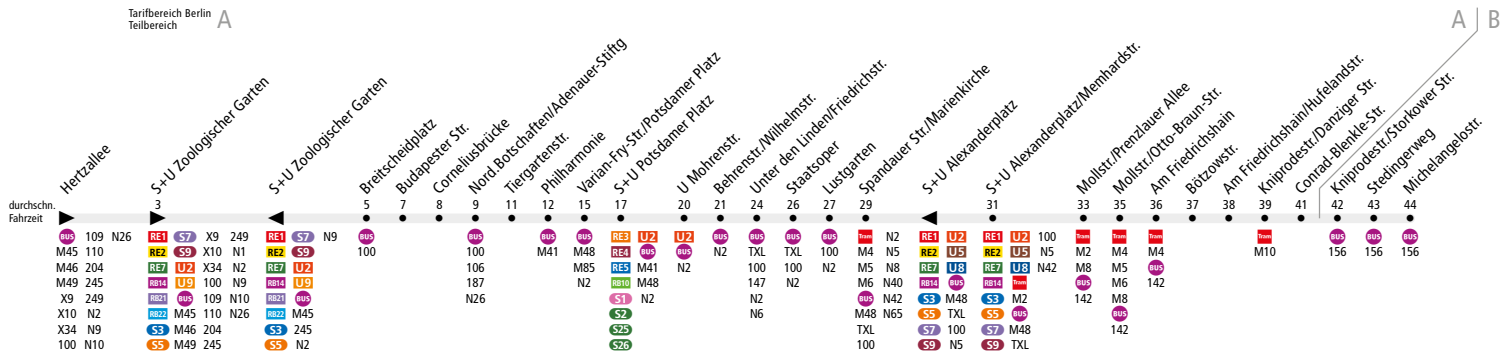 Tarifbereich Berlin
Teilbereich
A
A B
Hertzallee
S+U Zoologischer Garten
S+U Zoologischer Garten
Breitscheidplatz
Budapester Str.
Corneliusbrücke
Nord.Botschaften/Adenauer-Stiftg
Tiergartenstr.
Philharmonie
Varian-Fry-Str./Potsdamer Platz
S+U Potsdamer Platz
U Mohrenstr.
Behrenstr./Wilhelmstr.
Unter den Linden/Friedrichstr.
Staatsoper
Lustgarten
Spandauer Str./Marienkirche
S+U Alexanderplatz
S+U Alexanderplatz/Memhardstr.
Mollstr./Prenzlauer Allee
Mollstr./Otto-Braun-Str.
Am Friedrichshain
Bötzowstr.
Am Friedrichshain/Hufelandstr.
Kniprodestr./Danziger Str.
Conrad-Blenkle-Str.
Kniprodestr./Storkower Str.
Stedingerweg
Michelangelostr.
durchschn.
Fahrzeit
3 5 7 8 9 11 12 15 17 20 21 24 26 27 29 31 33 35 36 37 38 39 41 42 43 44
BUS 109 N26
M45 110
M46 204
M49 245
X9 249
X10 N2
X34 N9
100 N10
RE1 S7 X9 249
RE2 S9 X10 N1
RE7 U2 X34 N2
RB14 U9 100 N9
RB21 BUS 109 N10
RB22 M45 110 N26
S3 M46 204
S5 M49 245
RE1 S7 N9
RE2 S9
RE7 U2
RB14 U9
RB21 BUS
RB22 M45
S3 245
S5 N2
BUS
100
BUS
100
106
187
N26
BUS
M41
BUS
M48
M85
N2
RE3 U2
RE4 BUS
RE5 M41
RB10 M48
S1 N2
S2
S25
S26
U2
BUS
N2
BUS
N2
BUS
TXL
100
147
N2
N6
BUS
TXL
100
N2
BUS
100
N2
Tram N2
M4 N5
M5 N8
M6 N40
BUS N42
M48 N65
TXL
100
RE1 U2
RE2 U5
RE7 U8
RB14 BUS
S3 M48
S5 TXL
S7 100
S9 N5
RE1 U2 100
RE2 U5 N5
RE7 U8 N42
RB14 Tram
S3 M2
S5 BUS
S7 M48
S9 TXL
Tram
M2
M8
BUS
142
Tram
M4
M5
M6
M8
BUS
142
Tram
M4
BUS
142
Tram
M10
BUS
156
BUS
156
BUS
156